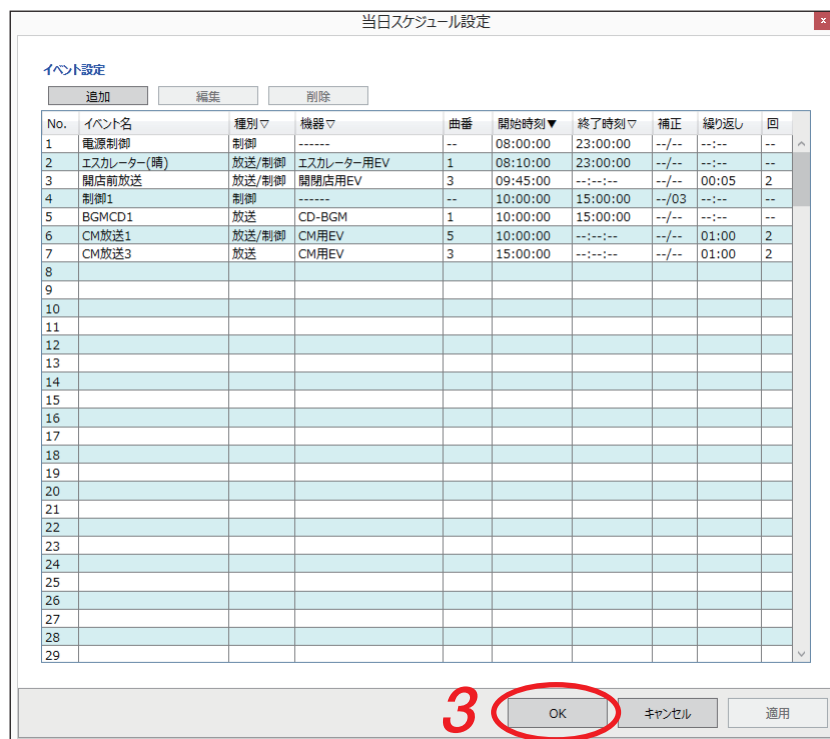 当日スケジュール設定
x
イベント設定
追加 編集 削除
No. イベント名 種別▽ 機器▽ 曲番 開始時刻▼ 終了時刻▽ 補正 繰り返し 回
1 電源制御 制御 ------ -- 08:00:00 23:00:00 --/-- --:-- --
2 エスカレーター(晴) 放送/制御 エスカレーター用EV 1 08:10:00 23:00:00 --/-- --:-- --
3 開店前放送 放送/制御 開閉店用EV 3 09:45:00 --:--:-- --/-- 00:05 2
4 制御1 制御 ------ -- 10:00:00 15:00:00 --/03 --:-- --
5 BGMCD1 放送 CD-BGM 1 10:00:00 15:00:00 --/-- --:-- --
6 CM放送1 放送/制御 CM用EV 5 10:00:00 --:--:-- --/-- 01:00 2
7 CM放送3 放送 CM用EV 3 15:00:00 --:--:-- --/-- 01:00 2
8
9
10
11
12
13
14
15
16
17
18
19
20
21
22
23
24
25
26
27
28
29
3 OK キャンセル 適用